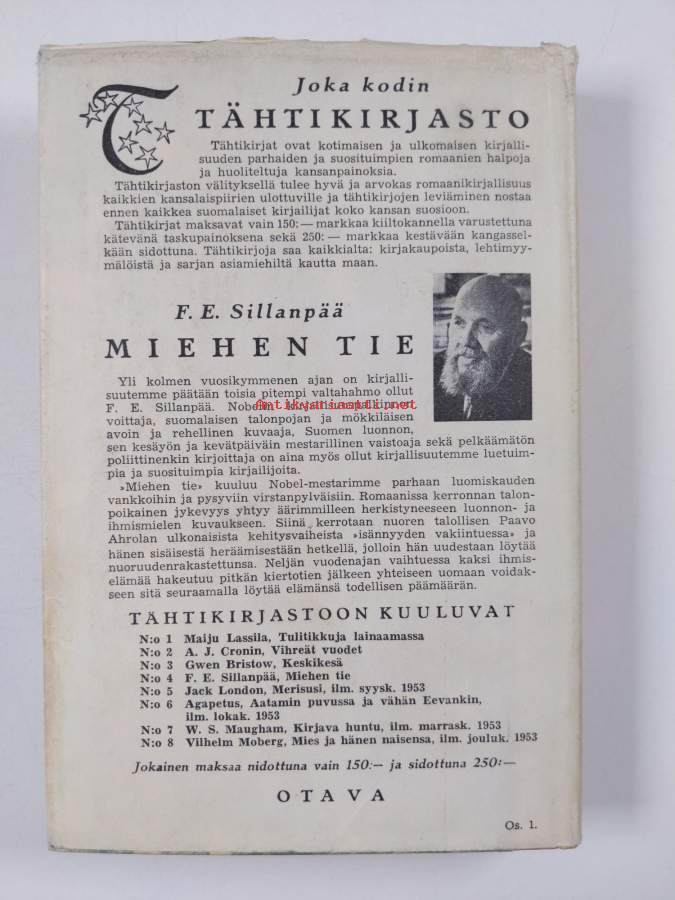 Joka kodin
TÄHTIKIRJASTO
Tähtikirjat ovat kotimaisen ja ulkomaisen kirjalli-
suuden parhaiden ja suosituimpien romaanien halpoja
ja huoliteltuja kansanpainoksia.
Tähtikirjaston välityksellä tulee hyvä ja arvokas romaanikirjallisuus
kaikkien kansalaispiirien ulottuville ja tähtikirjojen leviäminen nostaa
ennen kaikkea suomalaiset kirjailijat koko kansan suosioon.
Tähtikirjat maksavat vain 150:— markkaa kiiltokannella varustettuna
kätevänä taskupainoksena sekä 250:— markkaa kestävään kangassel-
kään sidottuna. Tähtikirjoja saa kaikkialta: kirjakaupoista, lehtimyy-
mälöistä ja sarjan asiamiehiltä kautta maan.
F. E. Sillanpää
MIEHEN TIE
Yli kolmen vuosikymmenen ajan on kirjalli-
suutemme päätään toisia pitempi valtahahmo ollut
F. E. Sillanpää. Nobelin kirjallisuuspalkinnon
Antikvariaatti.net
voittaja, suomalaisen talonpojan ja mökkiläisen
avoin ja rehellinen kuvaaja, Suomen luonnon,
sen kesäyön ja kevätpäiväin mestarillinen vaistoaja sekä pelkäämätön
poliittinenkin kirjoittaja on aina myös ollut kirjallisuutemme luetuim-
pia ja suosituimpia kirjailijoita.
»Miehen tie» kuuluu Nobel-mestarimme parhaan luomiskauden
vankkoihin ja pysyviin virstanpylväisiin. Romaanissa kerronnan talon-
poikainen jykevyys yhtyy äärimmilleen herkistyneeseen luonnon- ja
ihmismielen kuvaukseen. Siinä kerrotaan nuoren talollisen Paavo
Ahrolan ulkonaisista kehitysvaiheista »isännyyden vakiintuessa» ja
hänen sisäisestä heräämisestään hetkellä, jolloin hän uudestaan löytää
nuoruudenrakastettunsa. Neljän vuodenajan vaihtuessa kaksi ihmis-
elämää hakeutuu pitkän kiertotien jälkeen yhteiseen uomaan voidak-
seen sitä seuraamalla löytää elämänsä todellisen päämäärän.
TÄHTIKIRJASTOON KUULUVAT
N:o 1 Maiju Lassila, Tulitikkuja lainaamassa
N:o 2 A. J. Cronin, Vihreät vuodet
N:o 3 Gwen Bristow, Keskikesä
N:o 4 F. E. Sillanpää, Miehen tie
N:o 5 Jack London, Merisusi, ilm. syysk. 1953
N:o 6 Agapetus, Aatamin puvussa ja vähän Eevankin,
ilm. lokak. 1953
N:o 7 W. S. Maugham, Kirjava huntu, ilm. marrask. 1953
N:o 8 Vilhelm Moberg, Mies ja hänen naisensa, ilm. jouluk. 1953
Jokainen maksaa nidottuna vain 150:— ja sidottuna 250:—
OTAVA
Os. 1.